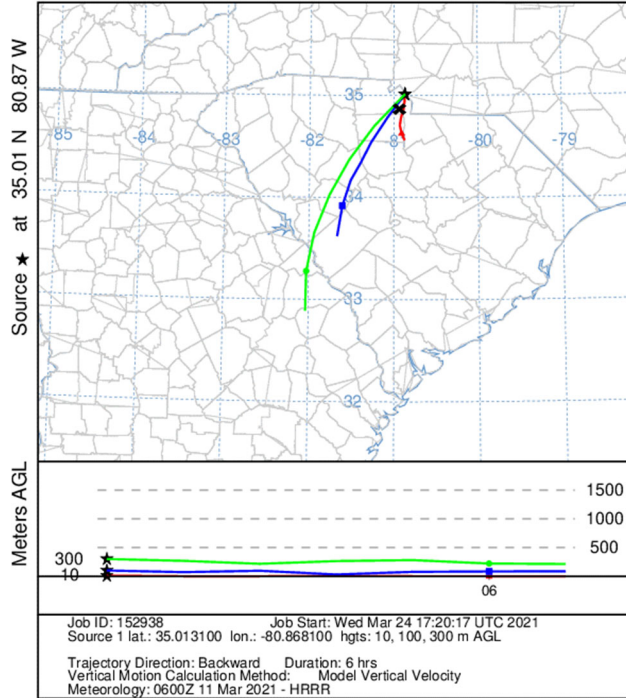 Source ★ at 35.01 N 80.87 W
35
-85
-84
-83
-82
-80
-79
34
33
32
Meters AGL
1500
1000
500
300
10
06
Job ID: 152938 Job Start: Wed Mar 24 17:20:17 UTC 2021
Source 1 lat.: 35.013100 lon.: -80.868100 hgts: 10, 100, 300 m AGL
Trajectory Direction: Backward Duration: 6 hrs
Vertical Motion Calculation Method: Model Vertical Velocity
Meteorology: 0600Z 11 Mar 2021 - HRRR